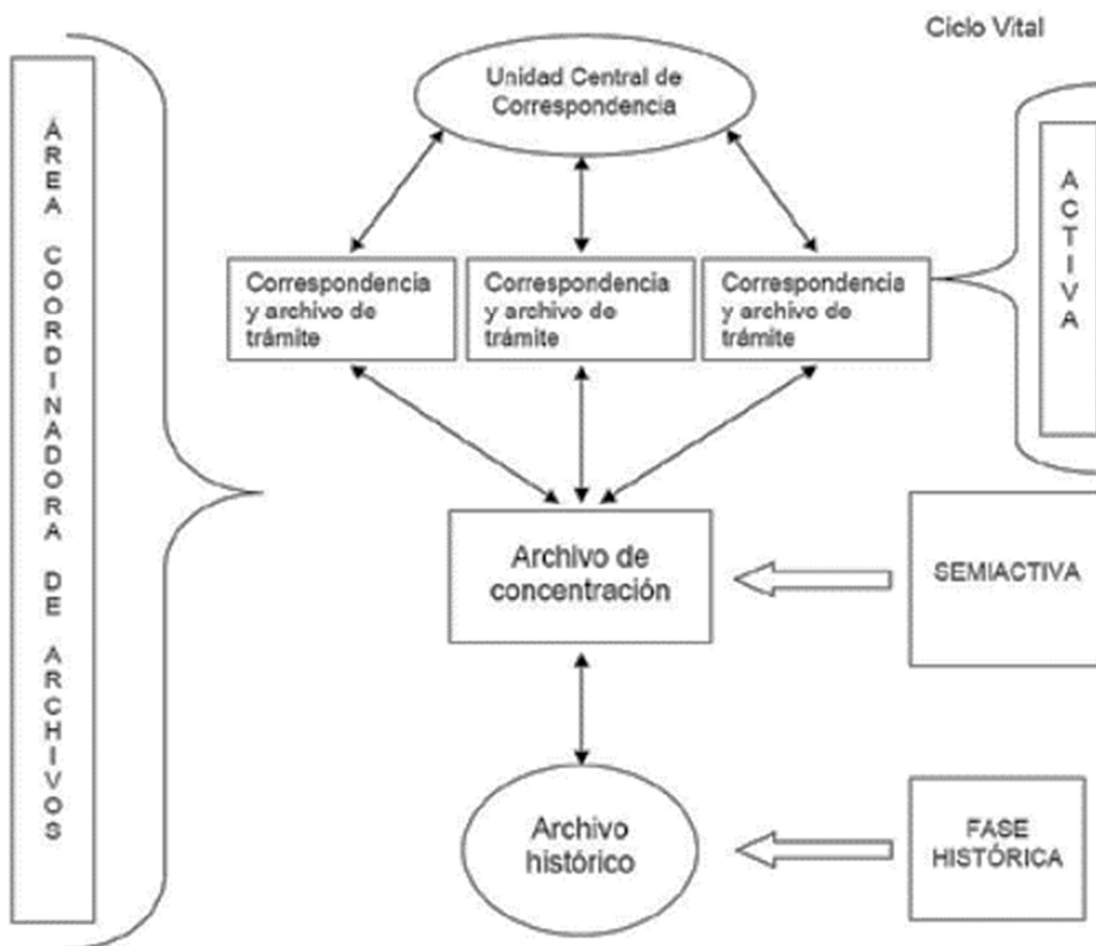 Ciclo Vital
Unidad Central de
Correspondencia
ÁREA COORDINADORA DE ARCHIVOS
Correspondencia
y archivo de
trámite
Correspondencia
y archivo de
trámite
Correspondencia
y archivo de
trámite
ACTIVA
Archivo de
concentración
SEMIACTIVA
Archivo
histórico
FASE
HISTÓRICA